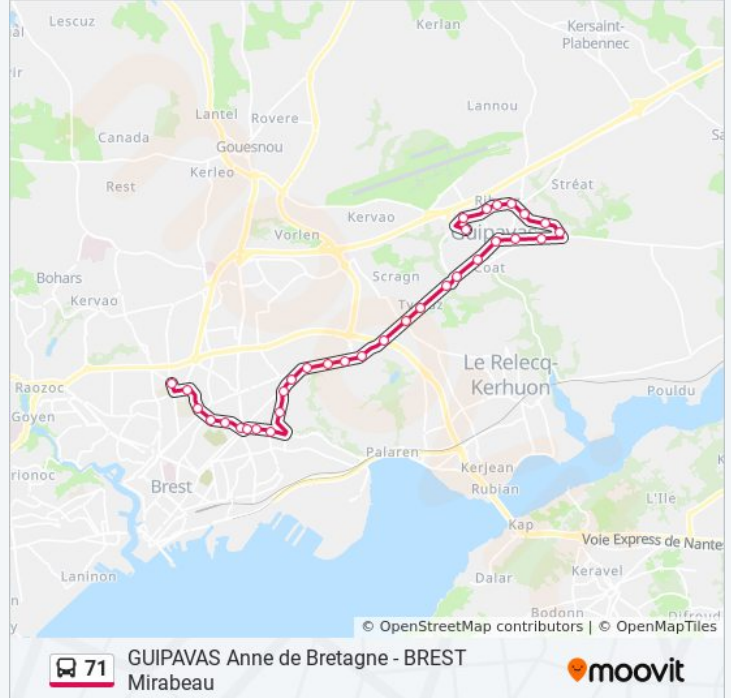 Lescuz
Kerlan
Kersaint-
Plabennec
Lannou
Lantel
Rovere
Canada
Gouesnou
Kerleo
Rest
Stréat
Kervao
Vorlen
Guipavas
Coat
Scragn
Bohars
Kervao
Le Relecq-
Kerhuon
Raozoc
Pouldu
Goyen
Palaren
Kerjean
Rubian
Brest
L'Ile
Kap
Voie Express de Nante
Laninon
Dalar
Keravel
Bodonn
© OpenStreetMap contributors | © OpenMapTiles
71
GUIPAVAS Anne de Bretagne - BREST
Mirabeau
moovit